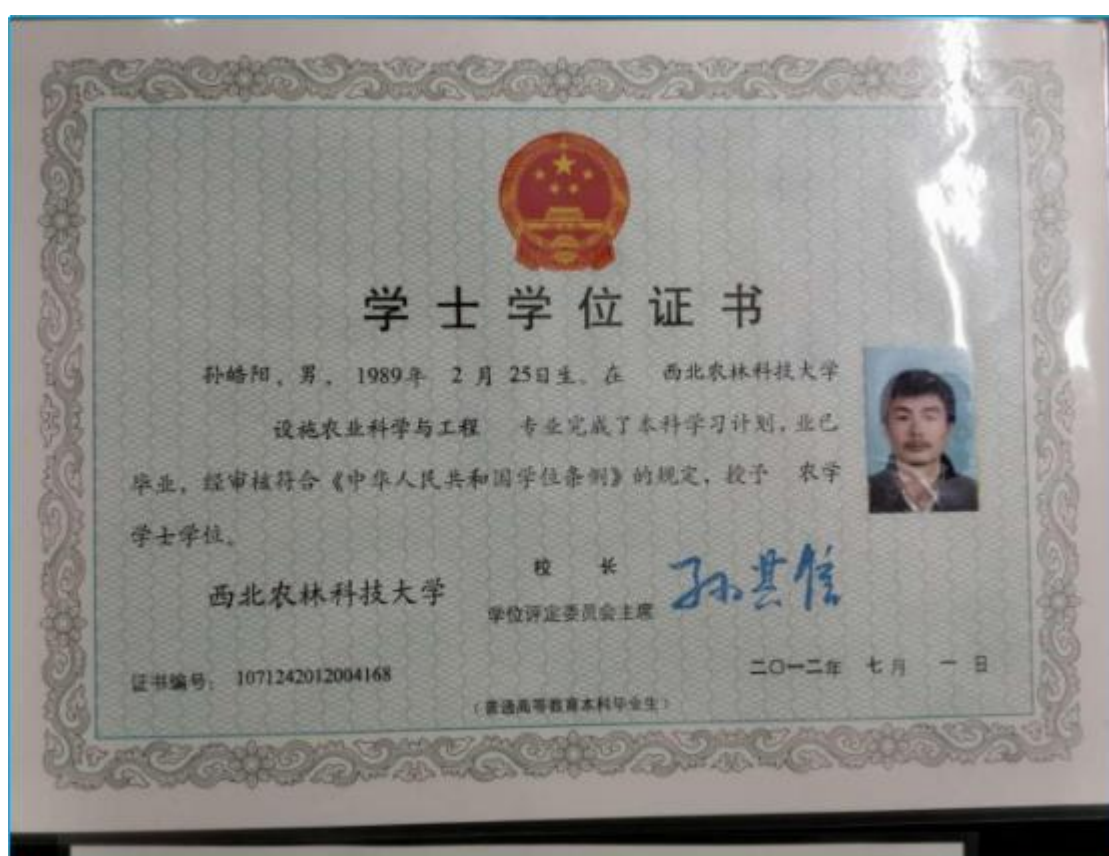 学士学位证书
孙皓阳，男，1989年 2 月 25日生。在 西北农林科技大学
设施农业科学与工程 专业完成了本科学习计划，业已
毕业，经审核符合《中华人民共和国学位条例》的规定，授予 农学
学士学位。
校 长
西北农林科技大学
孙其信
学位评定委员会主席
证书编号：1071242012004168
二〇一二年 七月 一日
（普通高等教育本科毕业生）